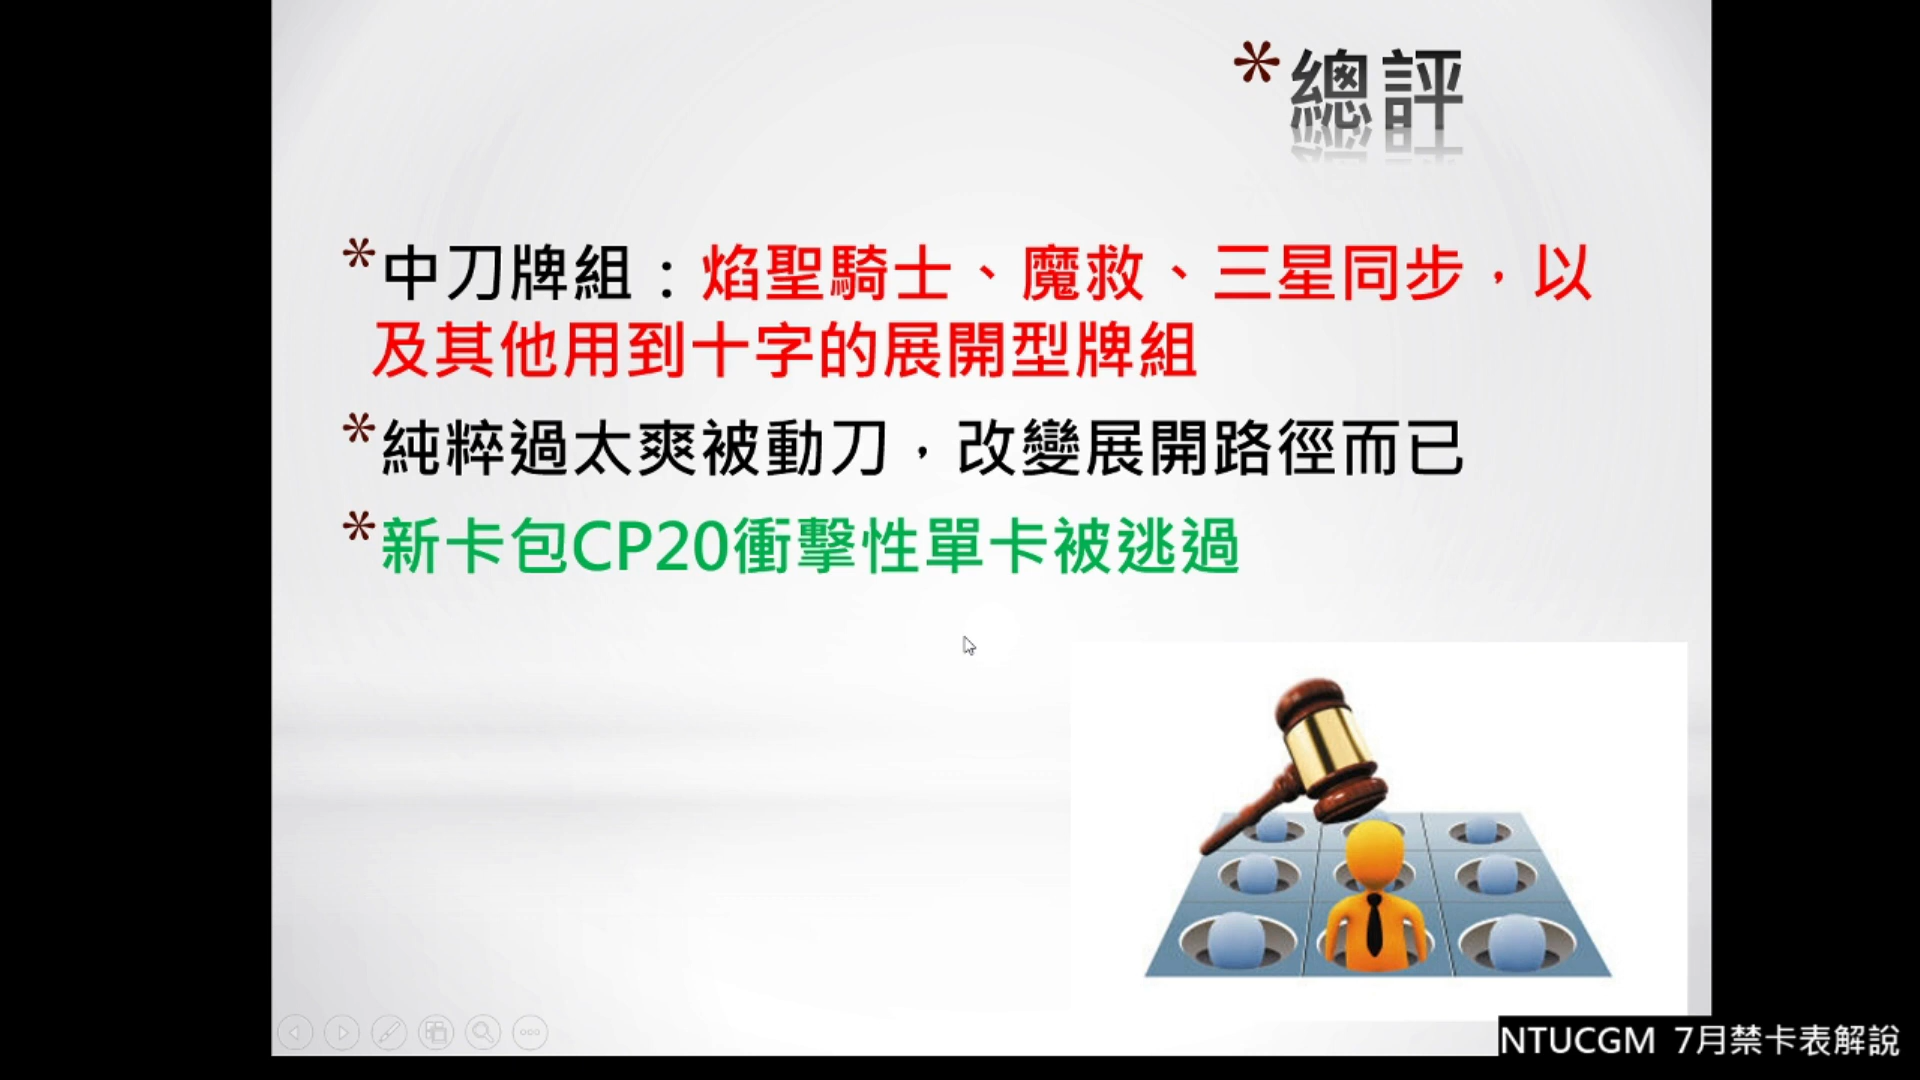 *總評
*中刀牌組：焰聖騎士、魔救、三星同步，以
及其他用到十字的展開型牌組
*純粹過太爽被動刀，改變展開路徑而已
*新卡包CP20衝擊性單卡被逃過
NTUCGM 7月禁卡表解說